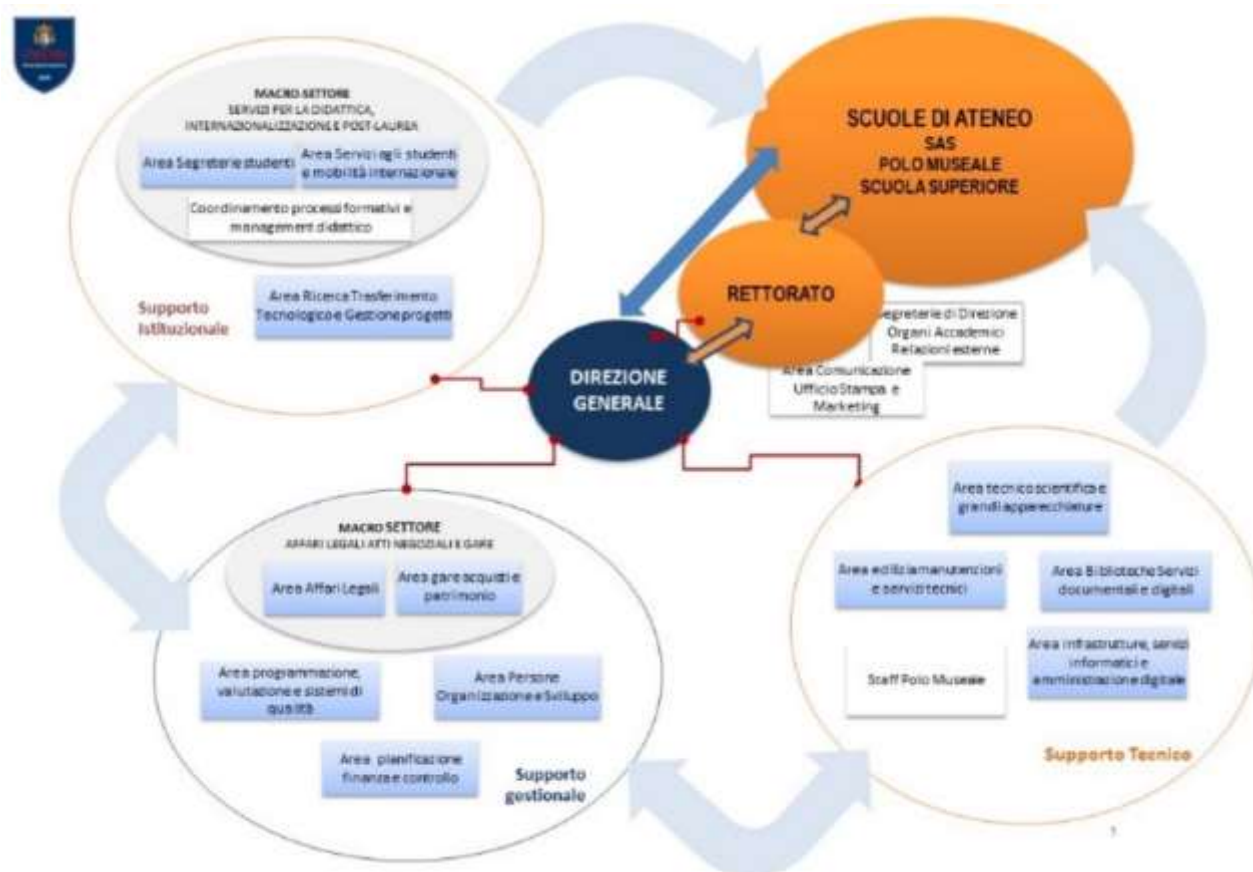 MACRO SETTORE
SERVIZI PER LA DIDATTICA,
INTERNAZIONALIZZAZIONE E POST-LAUREA
Area Segreterie studenti
Area Servizi agli studenti
e mobilità internazionale
Coordinamento processi formativi e
management didattico
Supporto
Istituzionale
Area Ricerca Trasferimento
Tecnologico e Gestione progetti
SCUOLE DI ATENEO
SAS
POLO MUSEALE
SCUOLA SUPERIORE
RETTORATO
Segreterie di Direzione
Organi Accademici
Relazioni esterne
Area Comunicazione
Ufficio Stampa e
Marketing
DIREZIONE
GENERALE
MACRO SETTORE
AFFARI LEGALI ATTI NEGOZIALI E GARE
Area Affari Legali
Area gare acquisti e
patrimonio
Area programmazione,
valutazione e sistemi di
qualità
Area Persone
Organizzazione e Sviluppo
Area planificazione
finanza e controllo
Supporto
gestionale
Area tecnico scientifica e
grandi apparecchiature
Area edilizia manutenzioni
e servizi tecnici
Area Biblioteche Servizi
documentali e digitali
Staff Polo Museale
Area infrastrutture, servizi
informatici e
amministrazione digitale
Supporto Tecnico